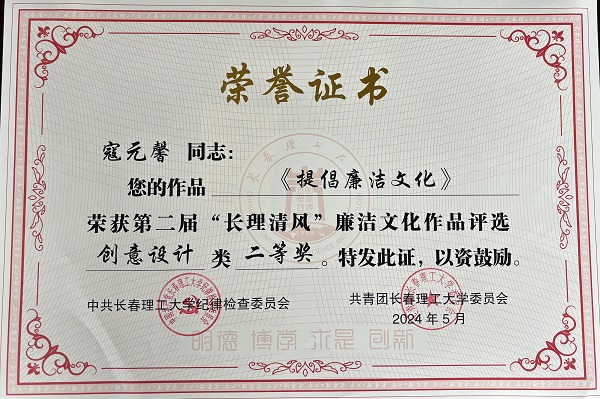 荣誉证书
寇元馨 同志：
您的作品 《提倡廉洁文化》
荣获第二届“长理清风”廉洁文化作品评选
创意设计 类 二等奖 。特发此证，以资鼓励。
中共长春理工大学纪律检查委员会
共青团长春理工大学委员会
2024年5月
明德 博学 求是 创新